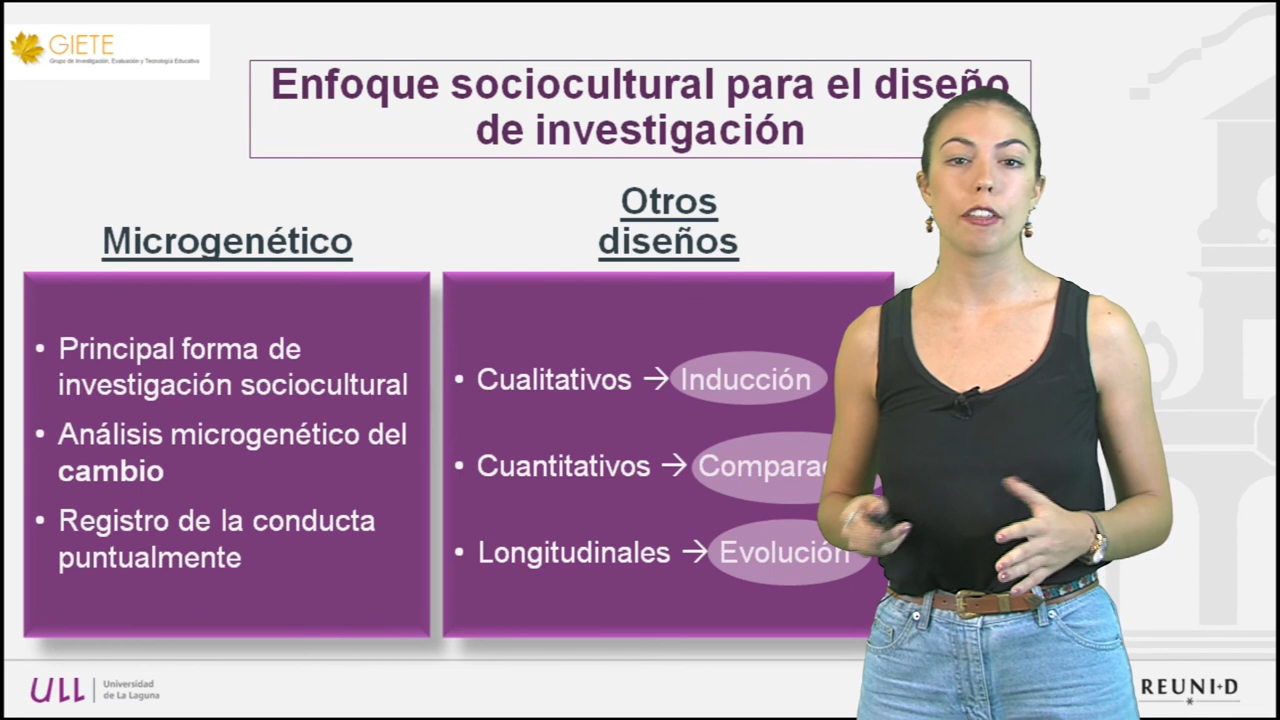 GIETE
Grupo de Investigación, Evaluación y Tecnología Educativa
Enfoque sociocultural para el diseño
de investigación
Microgenético
• Principal forma de
investigación sociocultural
• Análisis microgenético del
cambio
• Registro de la conducta
puntualmente
Otros
diseños
• Cualitativos → Inducción
• Cuantitativos →
• Longitudinales → Evolución
ULL | Universidad
de La Laguna
REUNI+D